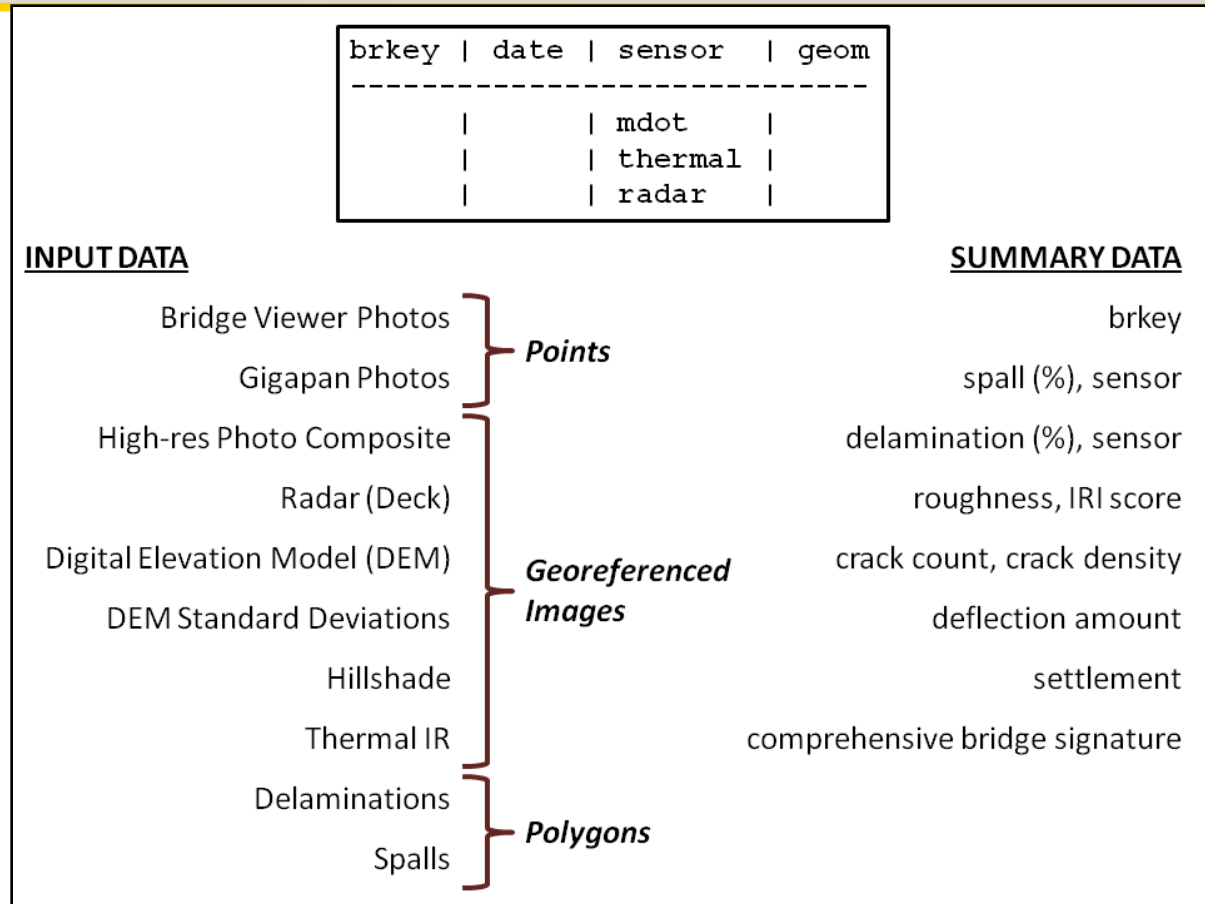 brkey | date | sensor | geom
-----------------------------
| | mdot |
| | thermal |
| | radar |
INPUT DATA
Bridge Viewer Photos
Gigapan Photos
Points
High-res Photo Composite
Radar (Deck)
Digital Elevation Model (DEM)
DEM Standard Deviations
Hillshade
Thermal IR
Georeferenced
Images
Delaminations
Spalls
Polygons
SUMMARY DATA
brkey
spall (%), sensor
delamination (%), sensor
roughness, IRI score
crack count, crack density
deflection amount
settlement
comprehensive bridge signature